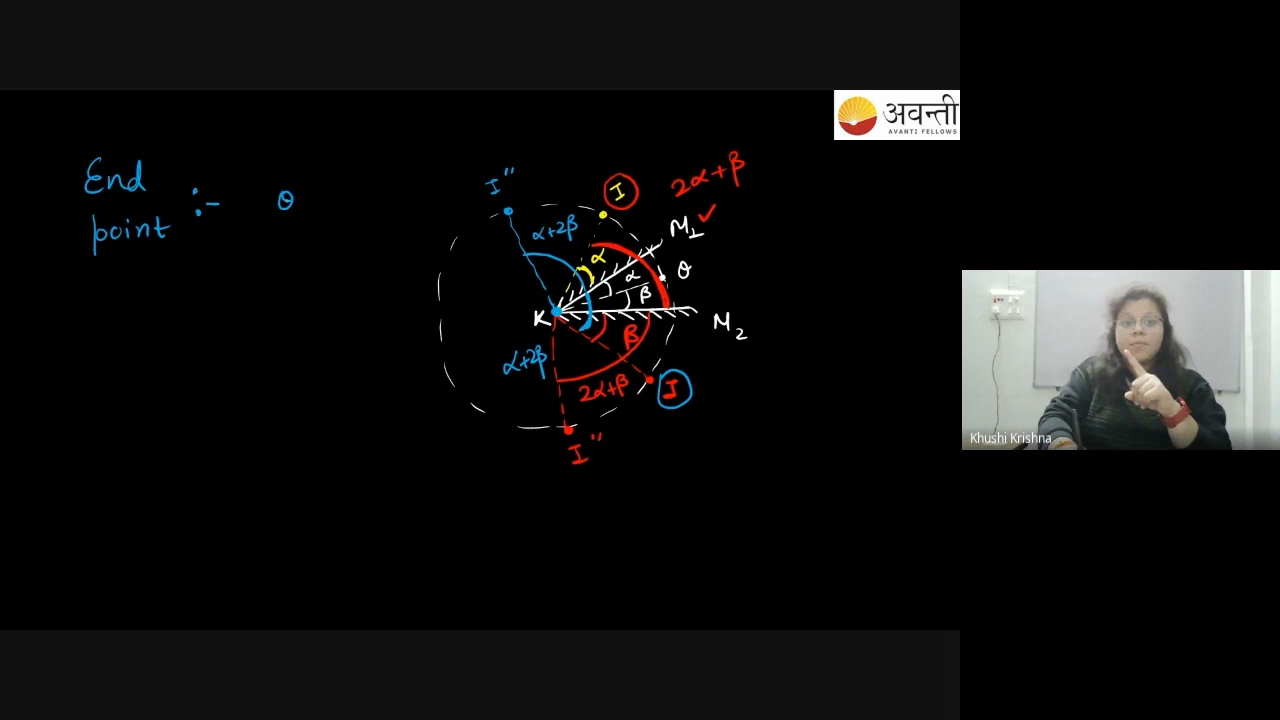 अवन्ती
AVANTI FELLOWS
End
point :- θ
I"
I
2α+β
α+2β
M₁
α
α
θ
β
K
M₂
β
α+2β
2α+β
I
I"
Khushi Krishna